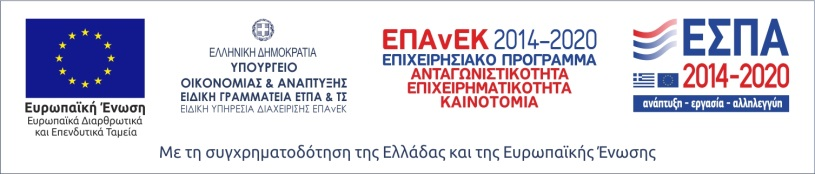 Ευρωπαϊκή Ένωση
Ευρωπαϊκά Διαρθρωτικά
και Επενδυτικά Ταμεία
ΕΛΛΗΝΙΚΗ ΔΗΜΟΚΡΑΤΙΑ
ΥΠΟΥΡΓΕΙΟ
ΟΙΚΟΝΟΜΙΑΣ & ΑΝΑΠΤΥΞΗΣ
ΕΙΔΙΚΗ ΓΡΑΜΜΑΤΕΙΑ ΕΤΠΑ & ΤΣ
ΕΙΔΙΚΗ ΥΠΗΡΕΣΙΑ ΔΙΑΧΕΙΡΙΣΗΣ ΕΠΑνΕΚ
ΕΠΑνΕΚ 2014–2020
ΕΠΙΧΕΙΡΗΣΙΑΚΟ ΠΡΟΓΡΑΜΜΑ
ΑΝΤΑΓΩΝΙΣΤΙΚΟΤΗΤΑ
ΕΠΙΧΕΙΡΗΜΑΤΙΚΟΤΗΤΑ
ΚΑΙΝΟΤΟΜΙΑ
ΕΣΠΑ
2014-2020
ανάπτυξη - εργασία - αλληλεγγύη
Με τη συγχρηματοδότηση της Ελλάδας και της Ευρωπαϊκής Ένωσης